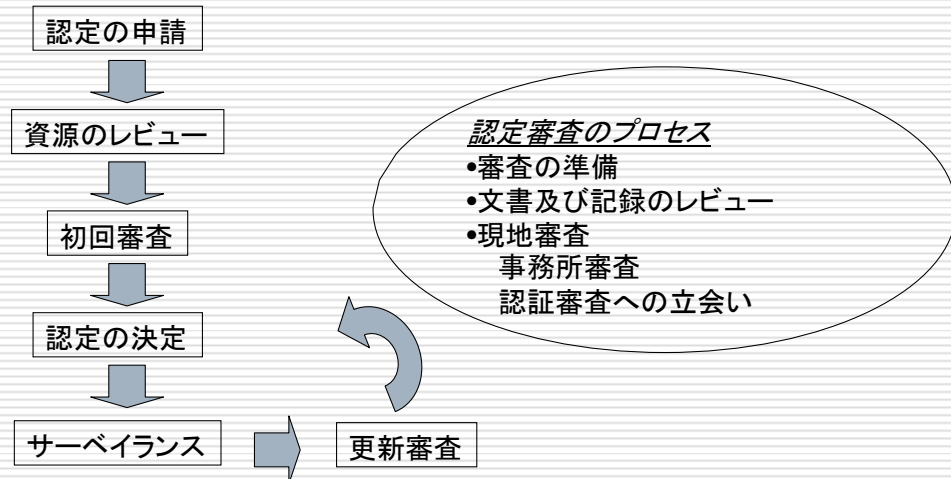 認定の申請
資源のレビュー
初回審査
認定の決定
サーベイランス
更新審査
認定審査のプロセス
•審査の準備
•文書及び記録のレビュー
•現地審査
事務所審査
認証審査への立会い